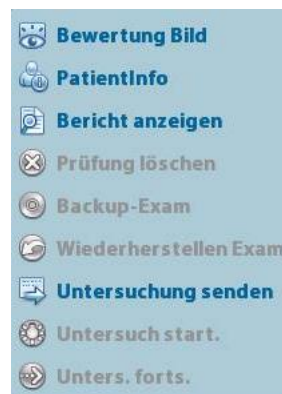 Bewertung Bild
PatientInfo
Bericht anzeigen
Prüfung löschen
Backup-Exam
Wiederherstellen Exam
Untersuchung senden
Untersuch start.
Unters. forts.